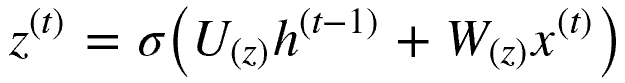 z^{(t)} = σ(U_{(z)}h^{(t−1)} + W_{(z)}x^{(t)})